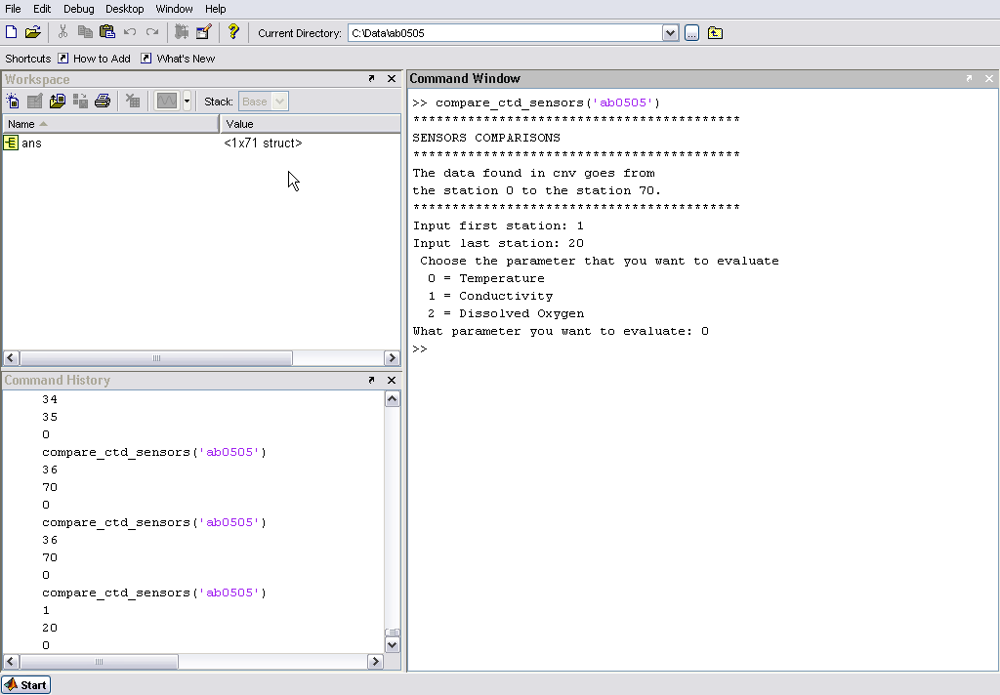 File Edit Debug Desktop Window Help
Current Directory: C:\Data\ab0505 ...
Shortcuts How to Add What's New
Workspace
Stack: Base
Name Value
ans <1x71 struct>
Command History
34
35
0
compare_ctd_sensors('ab0505')
36
70
0
compare_ctd_sensors('ab0505')
36
70
0
compare_ctd_sensors('ab0505')
1
20
0
Command Window
>> compare_ctd_sensors('ab0505')
******************************************
SENSORS COMPARISONS
******************************************
The data found in cnv goes from
the station 0 to the station 70.
******************************************
Input first station: 1
Input last station: 20
Choose the parameter that you want to evaluate
0 = Temperature
1 = Conductivity
2 = Dissolved Oxygen
What parameter you want to evaluate: 0
>>
Start